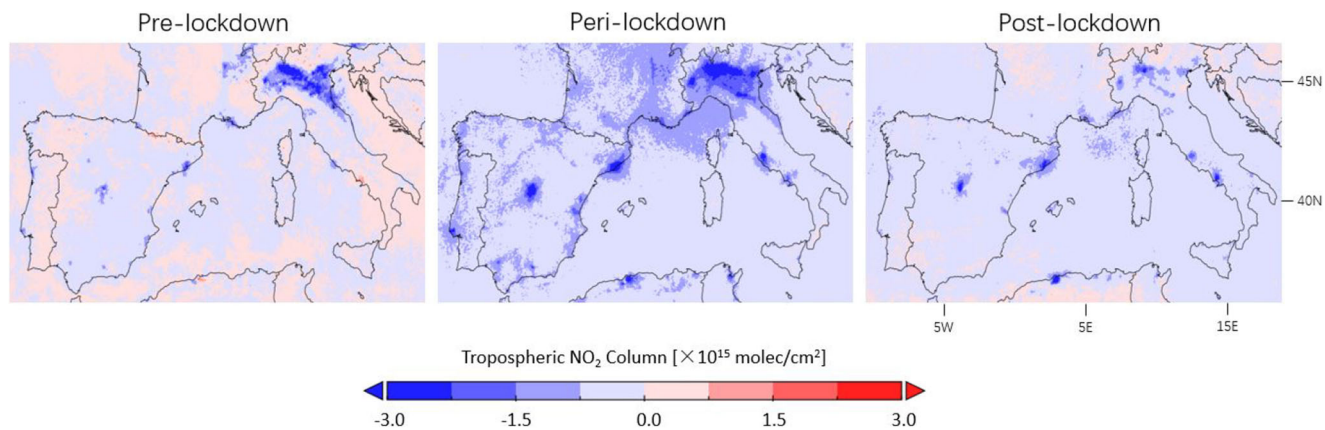 Pre-lockdown
Peri-lockdown
Post-lockdown
45N
40N
5W
5E
15E
Tropospheric NO₂ Column [×10¹⁵ molec/cm²]
-3.0
-1.5
0.0
1.5
3.0